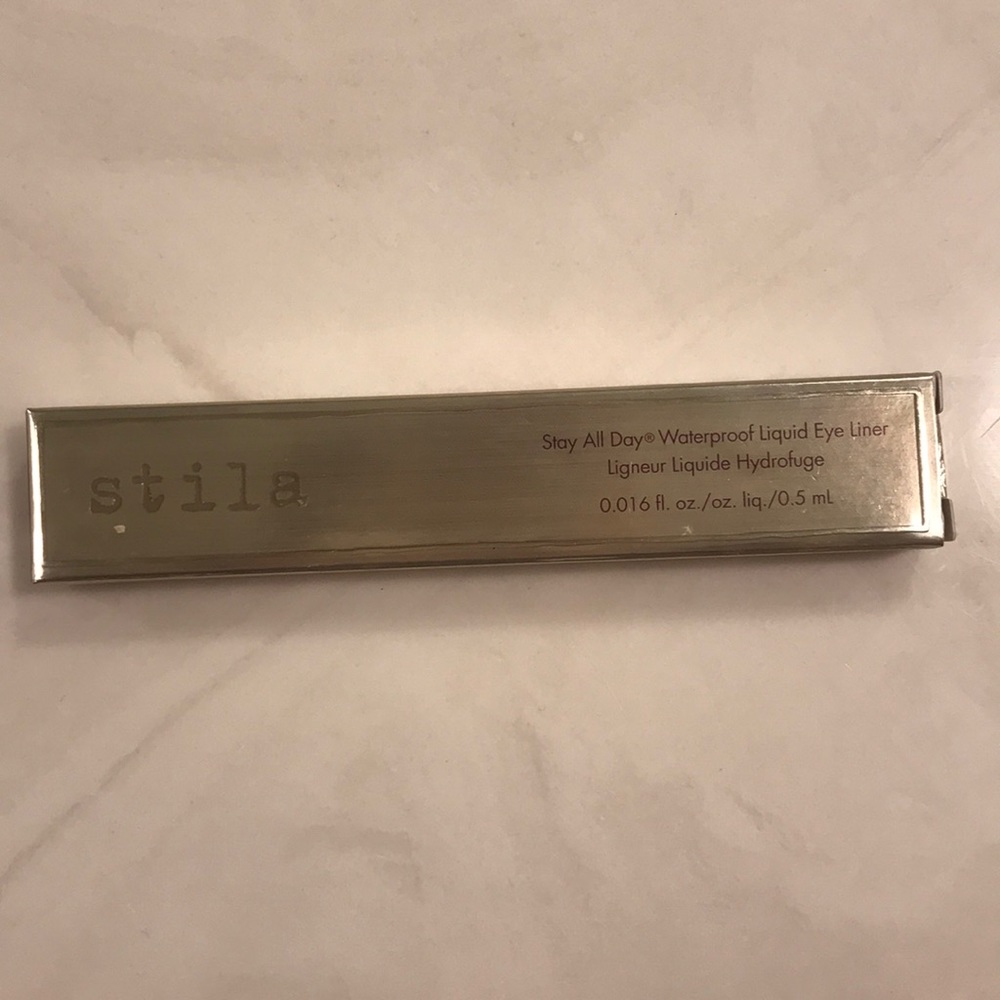 stila
Stay All Day® Waterproof Liquid Eye Liner
Ligneur Liquide Hydrofuge
0.016 fl. oz./oz. liq./0.5 mL